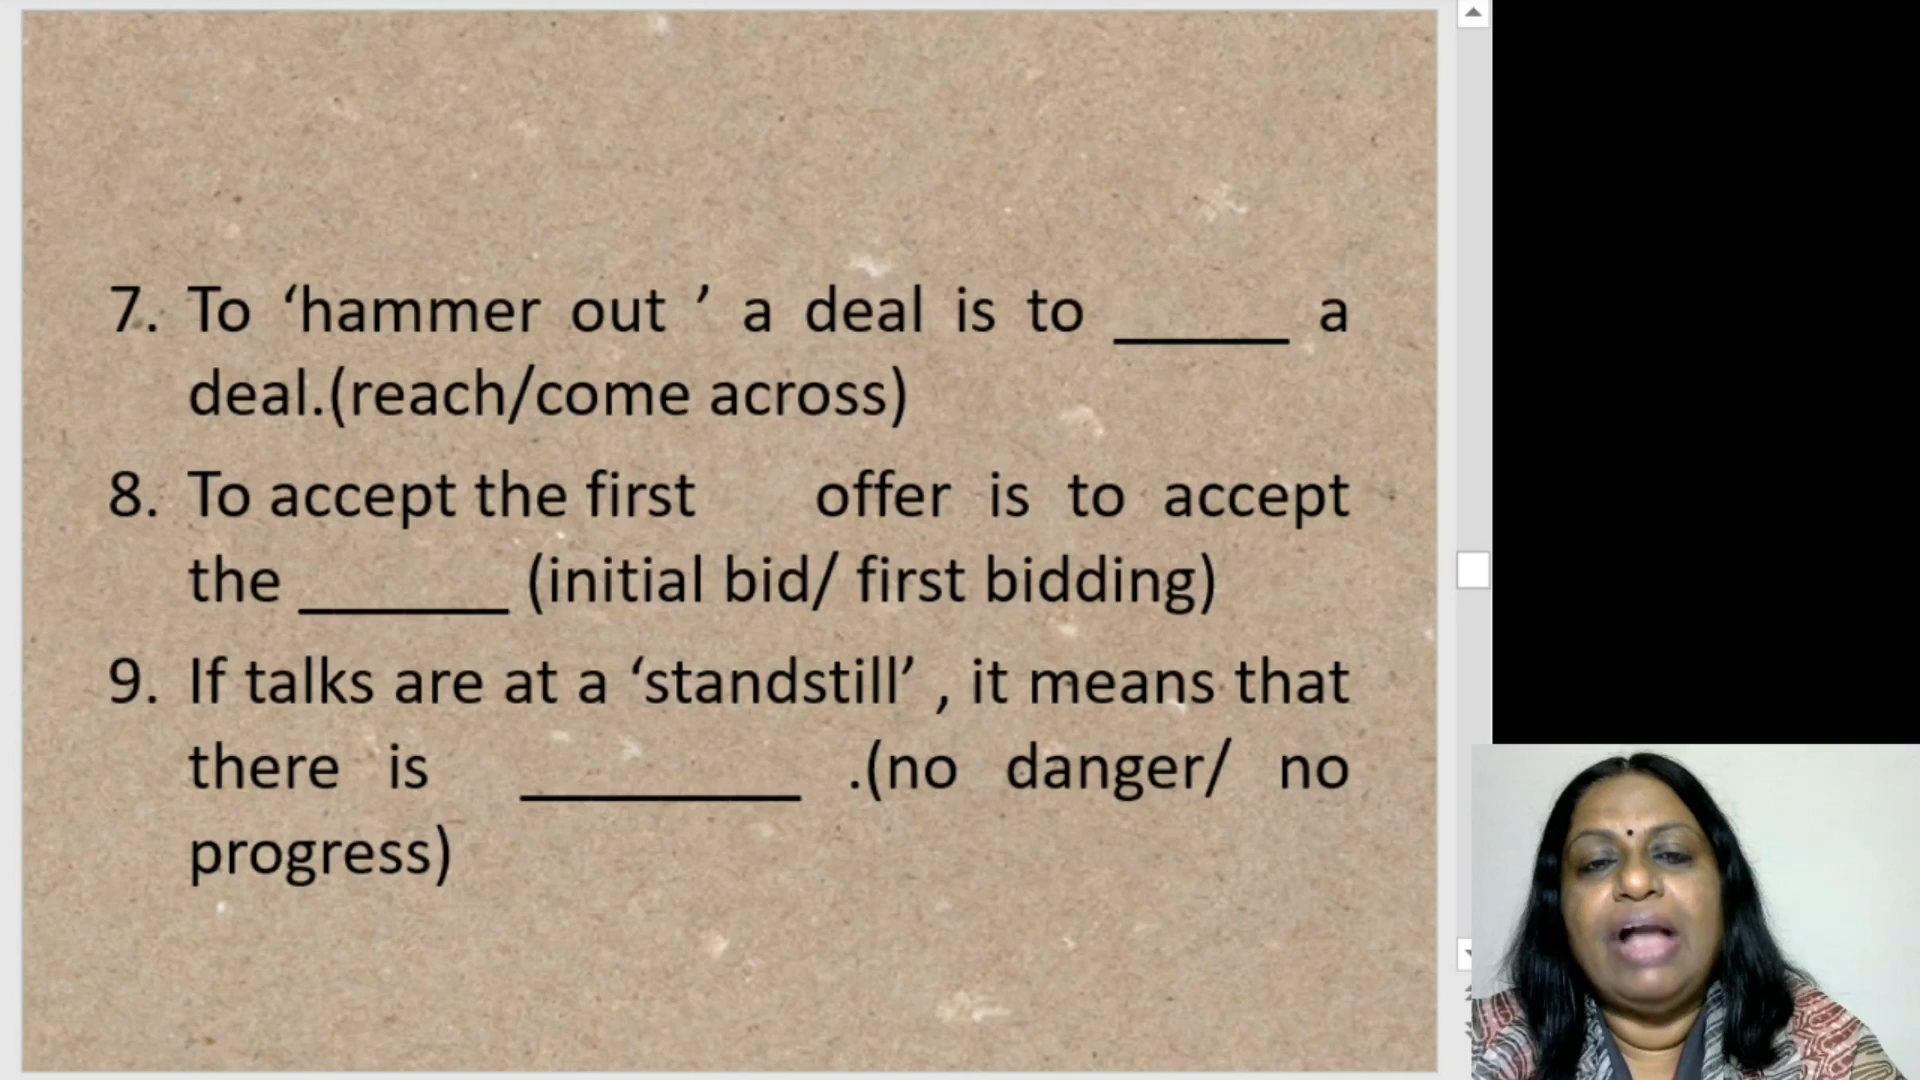 7. To ‘hammer out ’ a deal is to ______ a
deal.(reach/come across)
8. To accept the first offer is to accept
the _______ (initial bid/ first bidding)
9. If talks are at a ‘standstill’ , it means that
there is _________ .(no danger/ no
progress)